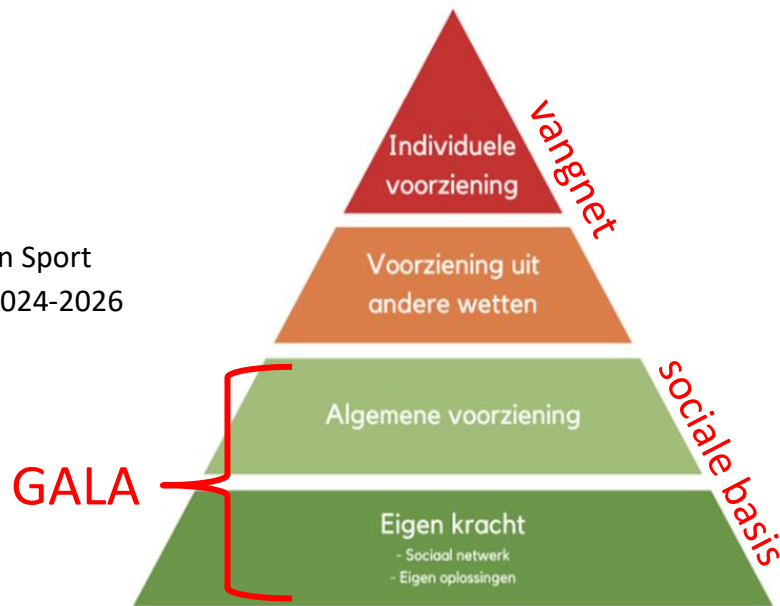 Individuele
voorziening
vangnet
n Sport
024-2026
Voorziening uit
andere wetten
Algemene voorziening
sociale basis
GALA
Eigen kracht
- Sociaal netwerk
- Eigen oplossingen